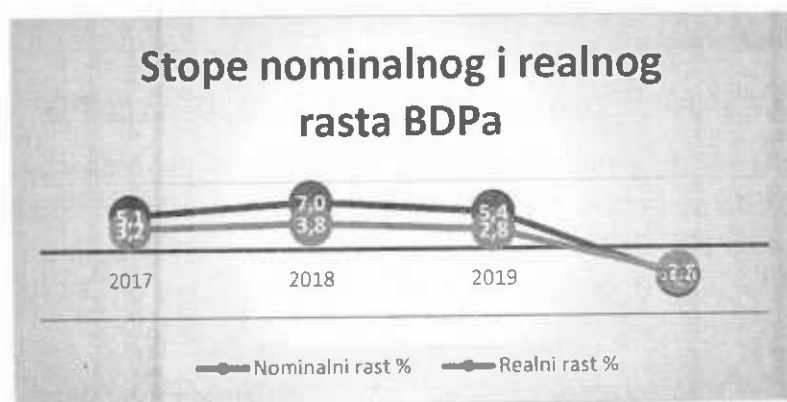 Stope nominalnog i realnog
rasta BDPa
5,1
7,0
5,4
3,2
3,8
2,8
2017
2018
2019
Nominalni rast %
Realni rast %